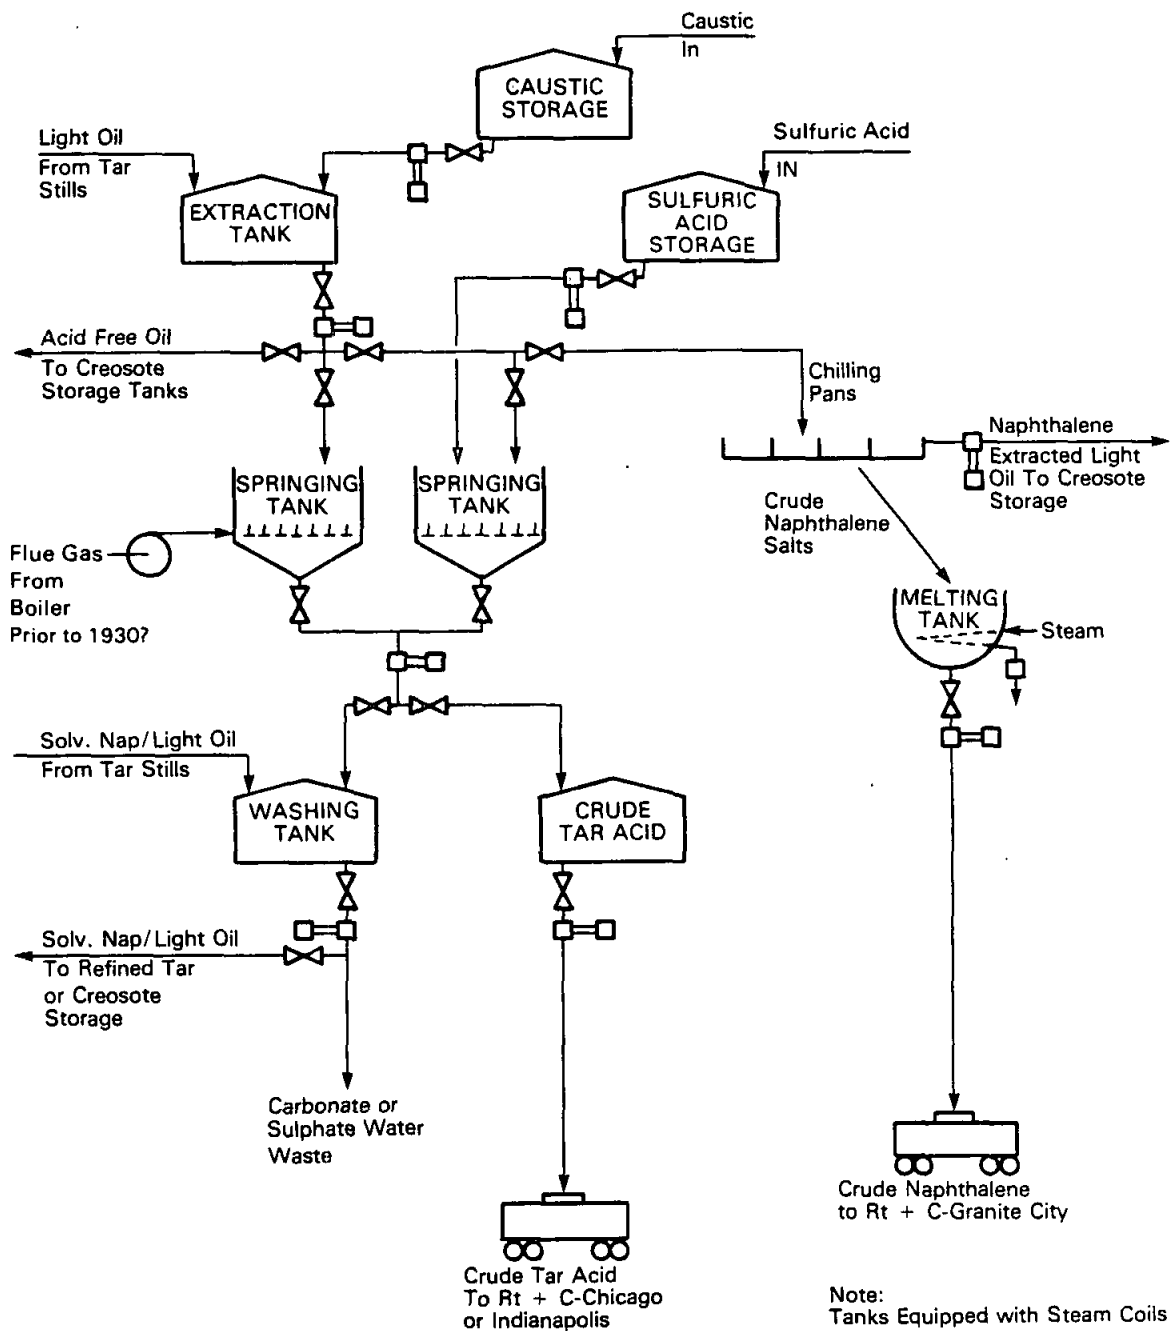 Caustic
In
CAUSTIC
STORAGE
Light Oil
From Tar
Stills
Sulfuric Acid
IN
EXTRACTION
TANK
SULFURIC
ACID
STORAGE
Acid Free Oil
To Creosote
Storage Tanks
Chilling
Pans
Naphthalene
Extracted Light
Oil To Creosote
Storage
SPRINGING
TANK
SPRINGING
TANK
Crude
Naphthalene
Salts
Flue Gas
From
Boiler
Prior to 1930?
MELTING
TANK
Steam
Solv. Nap/Light Oil
From Tar Stills
WASHING
TANK
CRUDE
TAR ACID
Solv. Nap/Light Oil
To Refined Tar
or Creosote
Storage
Carbonate or
Sulphate Water
Waste
Crude Naphthalene
to Rt + C-Granite City
Crude Tar Acid
To Rt + C-Chicago
or Indianapolis
Note:
Tanks Equipped with Steam Coils